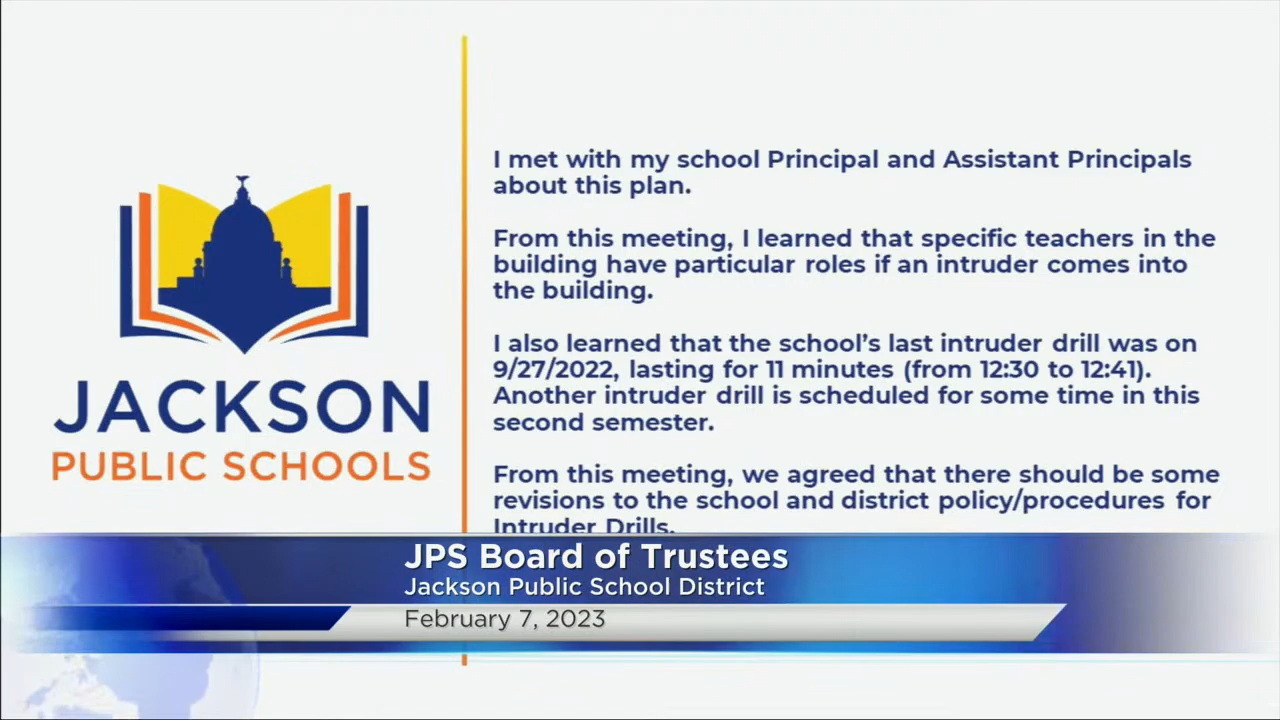 I met with my school Principal and Assistant Principals
about this plan.
From this meeting, I learned that specific teachers in the
building have particular roles if an intruder comes into
the building.
I also learned that the school's last intruder drill was on
9/27/2022, lasting for 11 minutes (from 12:30 to 12:41).
Another intruder drill is scheduled for some time in this
second semester.
From this meeting, we agreed that there should be some
revisions to the school and district policy/procedures for
Intruder Drills.
JACKSON
PUBLIC SCHOOLS
JPS Board of Trustees
Jackson Public School District
February 7, 2023